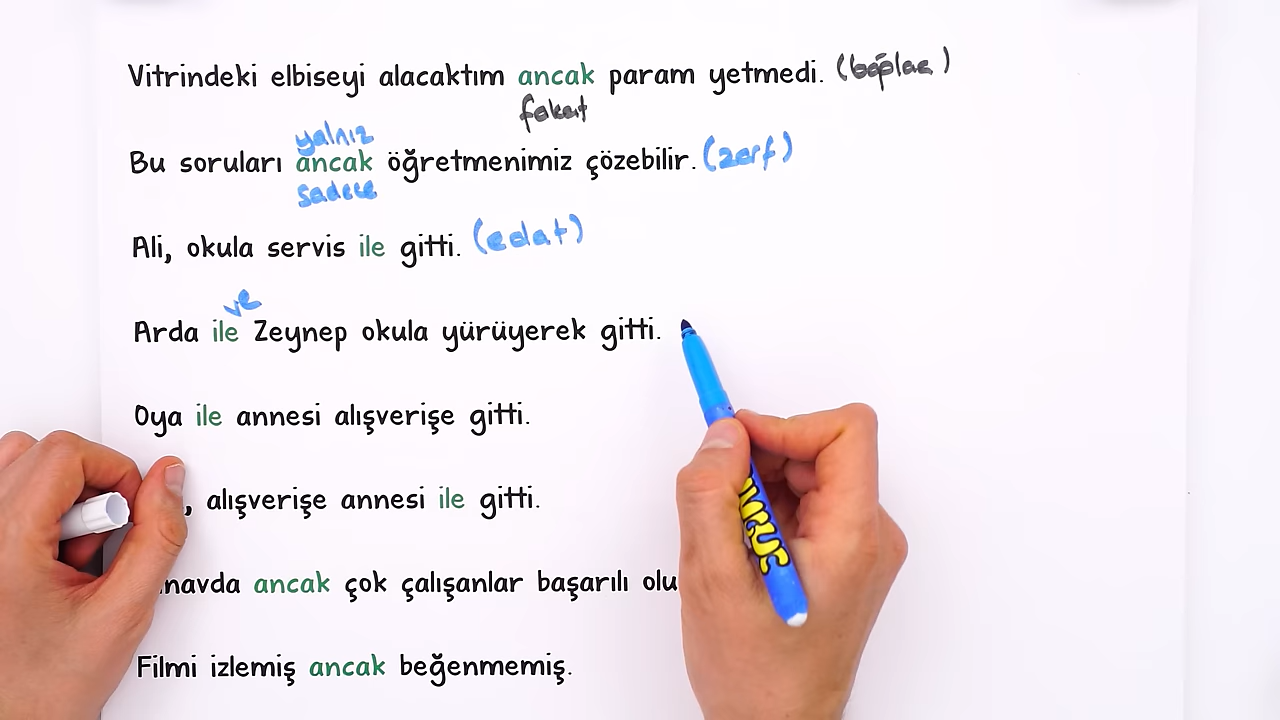 Vitrindeki elbiseyi alacaktım ancak param yetmedi. (bağlaç)
fakat
yalnız
Bu soruları ancak öğretmenimiz çözebilir. (zarf)
sadece
Ali, okula servis ile gitti. (edat)
ve
Arda ile Zeynep okula yürüyerek gitti.
Oya ile annesi alışverişe gitti.
, alışverişe annesi ile gitti.
ancak çok çalışanlar başarılı
Filmi izlemiş ancak beğenmemiş.